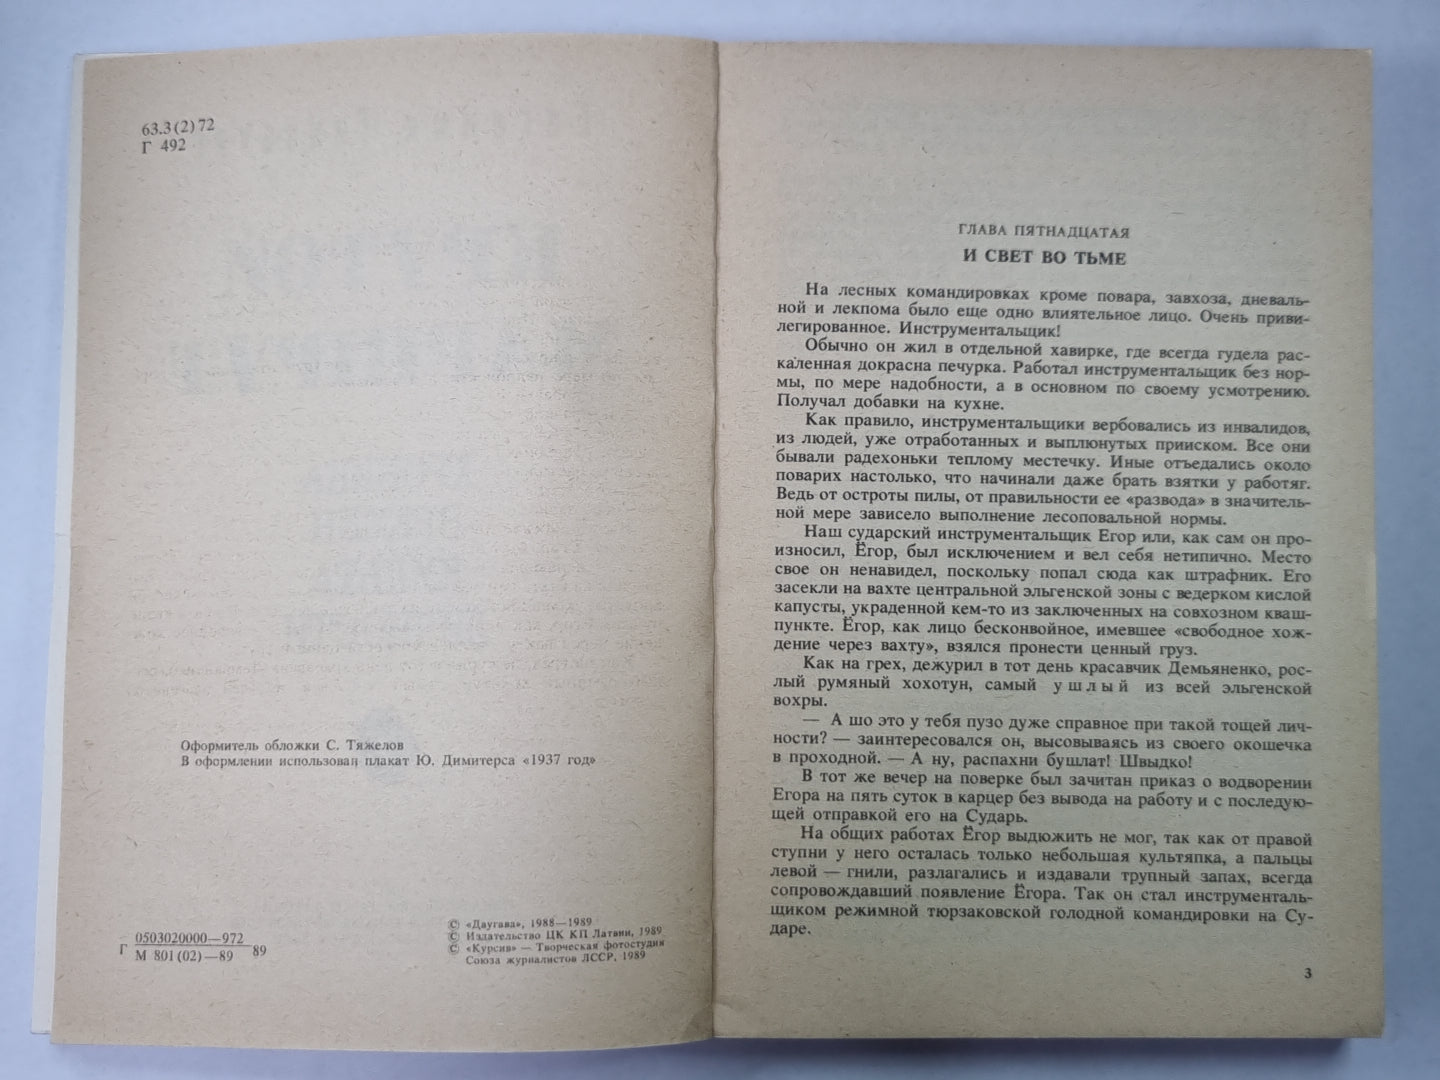 63.3(2)72
Г 492
Оформитель обложки С. Тяжелов
В оформлении использован плакат Ю. Димитерса «1937 год»
Г 0503020000—972 89
М 801(02)—89
© «Даугава», 1988—1989
© Издательство ЦК КП Латвии, 1989
© «Курсив» — Творческая фотостудия
Союза журналистов ЛССР, 1989
ГЛАВА ПЯТНАДЦАТАЯ
И СВЕТ ВО ТЬМЕ
На лесных командировках кроме повара, завхоза, дневаль-
ной и лекпома было еще одно влиятельное лицо. Очень приви-
легированное. Инструментальщик!
Обычно он жил в отдельной хавирке, где всегда гудела рас-
каленная докрасна печурка. Работал инструментальщик без нор-
мы, по мере надобности, а в основном по своему усмотрению.
Получал добавки на кухне.
Как правило, инструментальщики вербовались из инвалидов,
из людей, уже отработанных и выплюнутых прииском. Все они
бывали радехоньки теплому местечку. Иные отъедались около
поварих настолько, что начинали даже брать взятки у работяг.
Ведь от остроты пилы, от правильности ее «развода» в значитель-
ной мере зависело выполнение лесоповальной нормы.
Наш сударский инструментальщик Егор или, как сам он про-
износил, Ёгор, был исключением и вел себя нетипично. Место
свое он ненавидел, поскольку попал сюда как штрафник. Его
засекли на вахте центральной эльгенской зоны с ведерком кислой
капусты, украденной кем-то из заключенных на совхозном кваш-
пункте. Ёгор, как лицо бесконвойное, имевшее «свободное хож-
дение через вахту», взялся пронести ценный груз.
Как на грех, дежурил в тот день красавчик Демьяненко, рос-
лый румяный хохотун, самый ушлый из всей эльгенской
вохры.
— А шо это у тебя пузо дуже справное при такой тощей лич-
ности? — заинтересовался он, высовываясь из своего окошечка
в проходной. — А ну, распахни бушлат! Швыдко!
В тот же вечер на поверке был зачитан приказ о водворении
Егора на пять суток в карцер без вывода на работу и с последую-
щей отправкой его на Сударь.
На общих работах Ёгор выдюжить не мог, так как от правой
ступни у него осталась только небольшая культяпка, а пальцы
левой — гнили, разлагались и издавали трупный запах, всегда
сопровождавший появление Ёгора. Так он стал инструменталь-
щиком режимной тюрзаковской голодной командировки на Су-
даре.
3